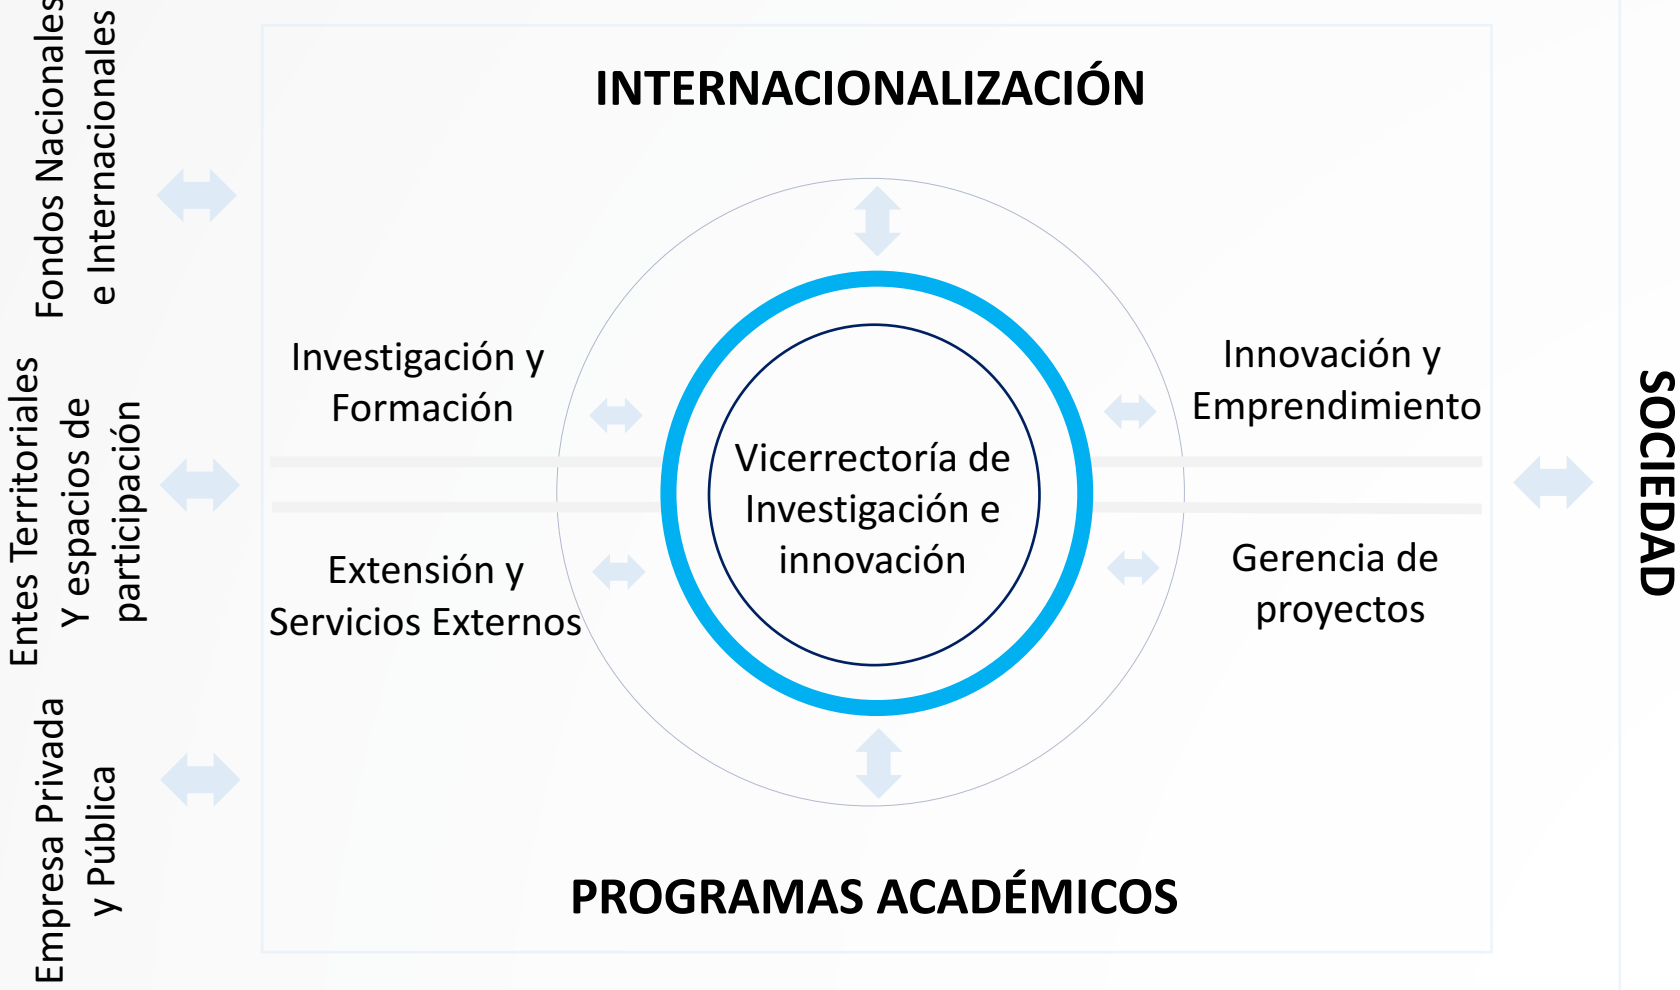 Fondos Nacionales
e Internacionales
Entes Territoriales
Y espacios de
participación
Empresa Privada
y Pública
INTERNACIONALIZACIÓN
Investigación y
Formación
Innovación y
Emprendimiento
Vicerrectoría de
Investigación e
innovación
Extensión y
Servicios Externos
Gerencia de
proyectos
PROGRAMAS ACADÉMICOS
SOCIEDAD